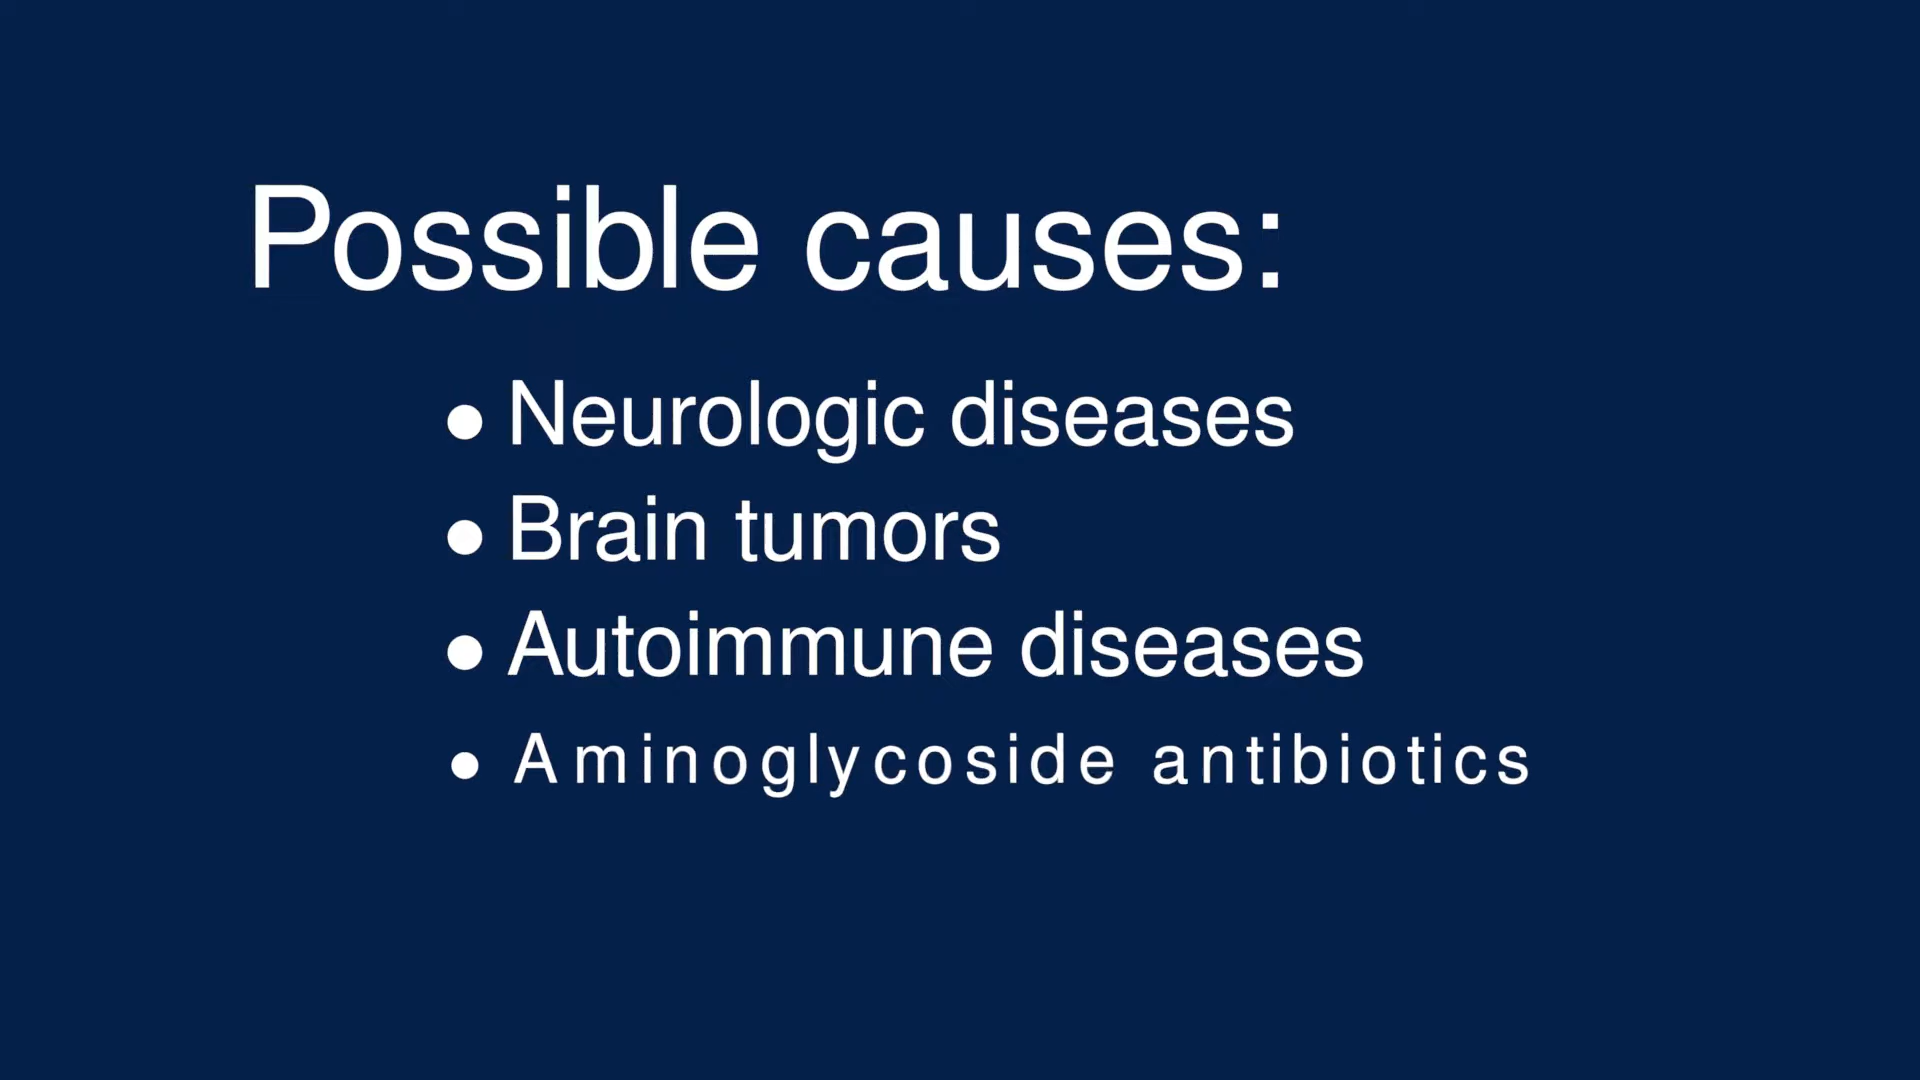 Possible causes:
• Neurologic diseases
• Brain tumors
• Autoimmune diseases
• Aminoglycoside antibiotics